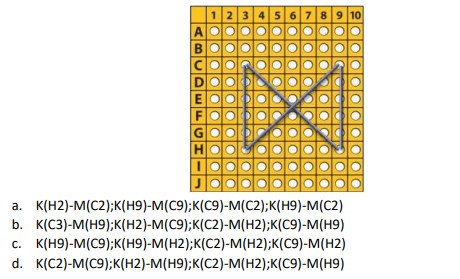 1 2 3 4 5 6 7 8 9 10
A
B
C
D
E
F
G
H
I
J
a. K(H2)-M(C2);K(H9)-M(C9);K(C9)-M(C2);K(H9)-M(C2)
b. K(C3)-M(H9);K(H2)-M(C9);K(C2)-M(H2);K(C9)-M(H9)
c. K(H9)-M(C9);K(H9)-M(H2);K(C2)-M(H2);K(C9)-M(H2)
d. K(C2)-M(C9);K(H2)-M(H9);K(C2)-M(H2);K(C9)-M(H9)